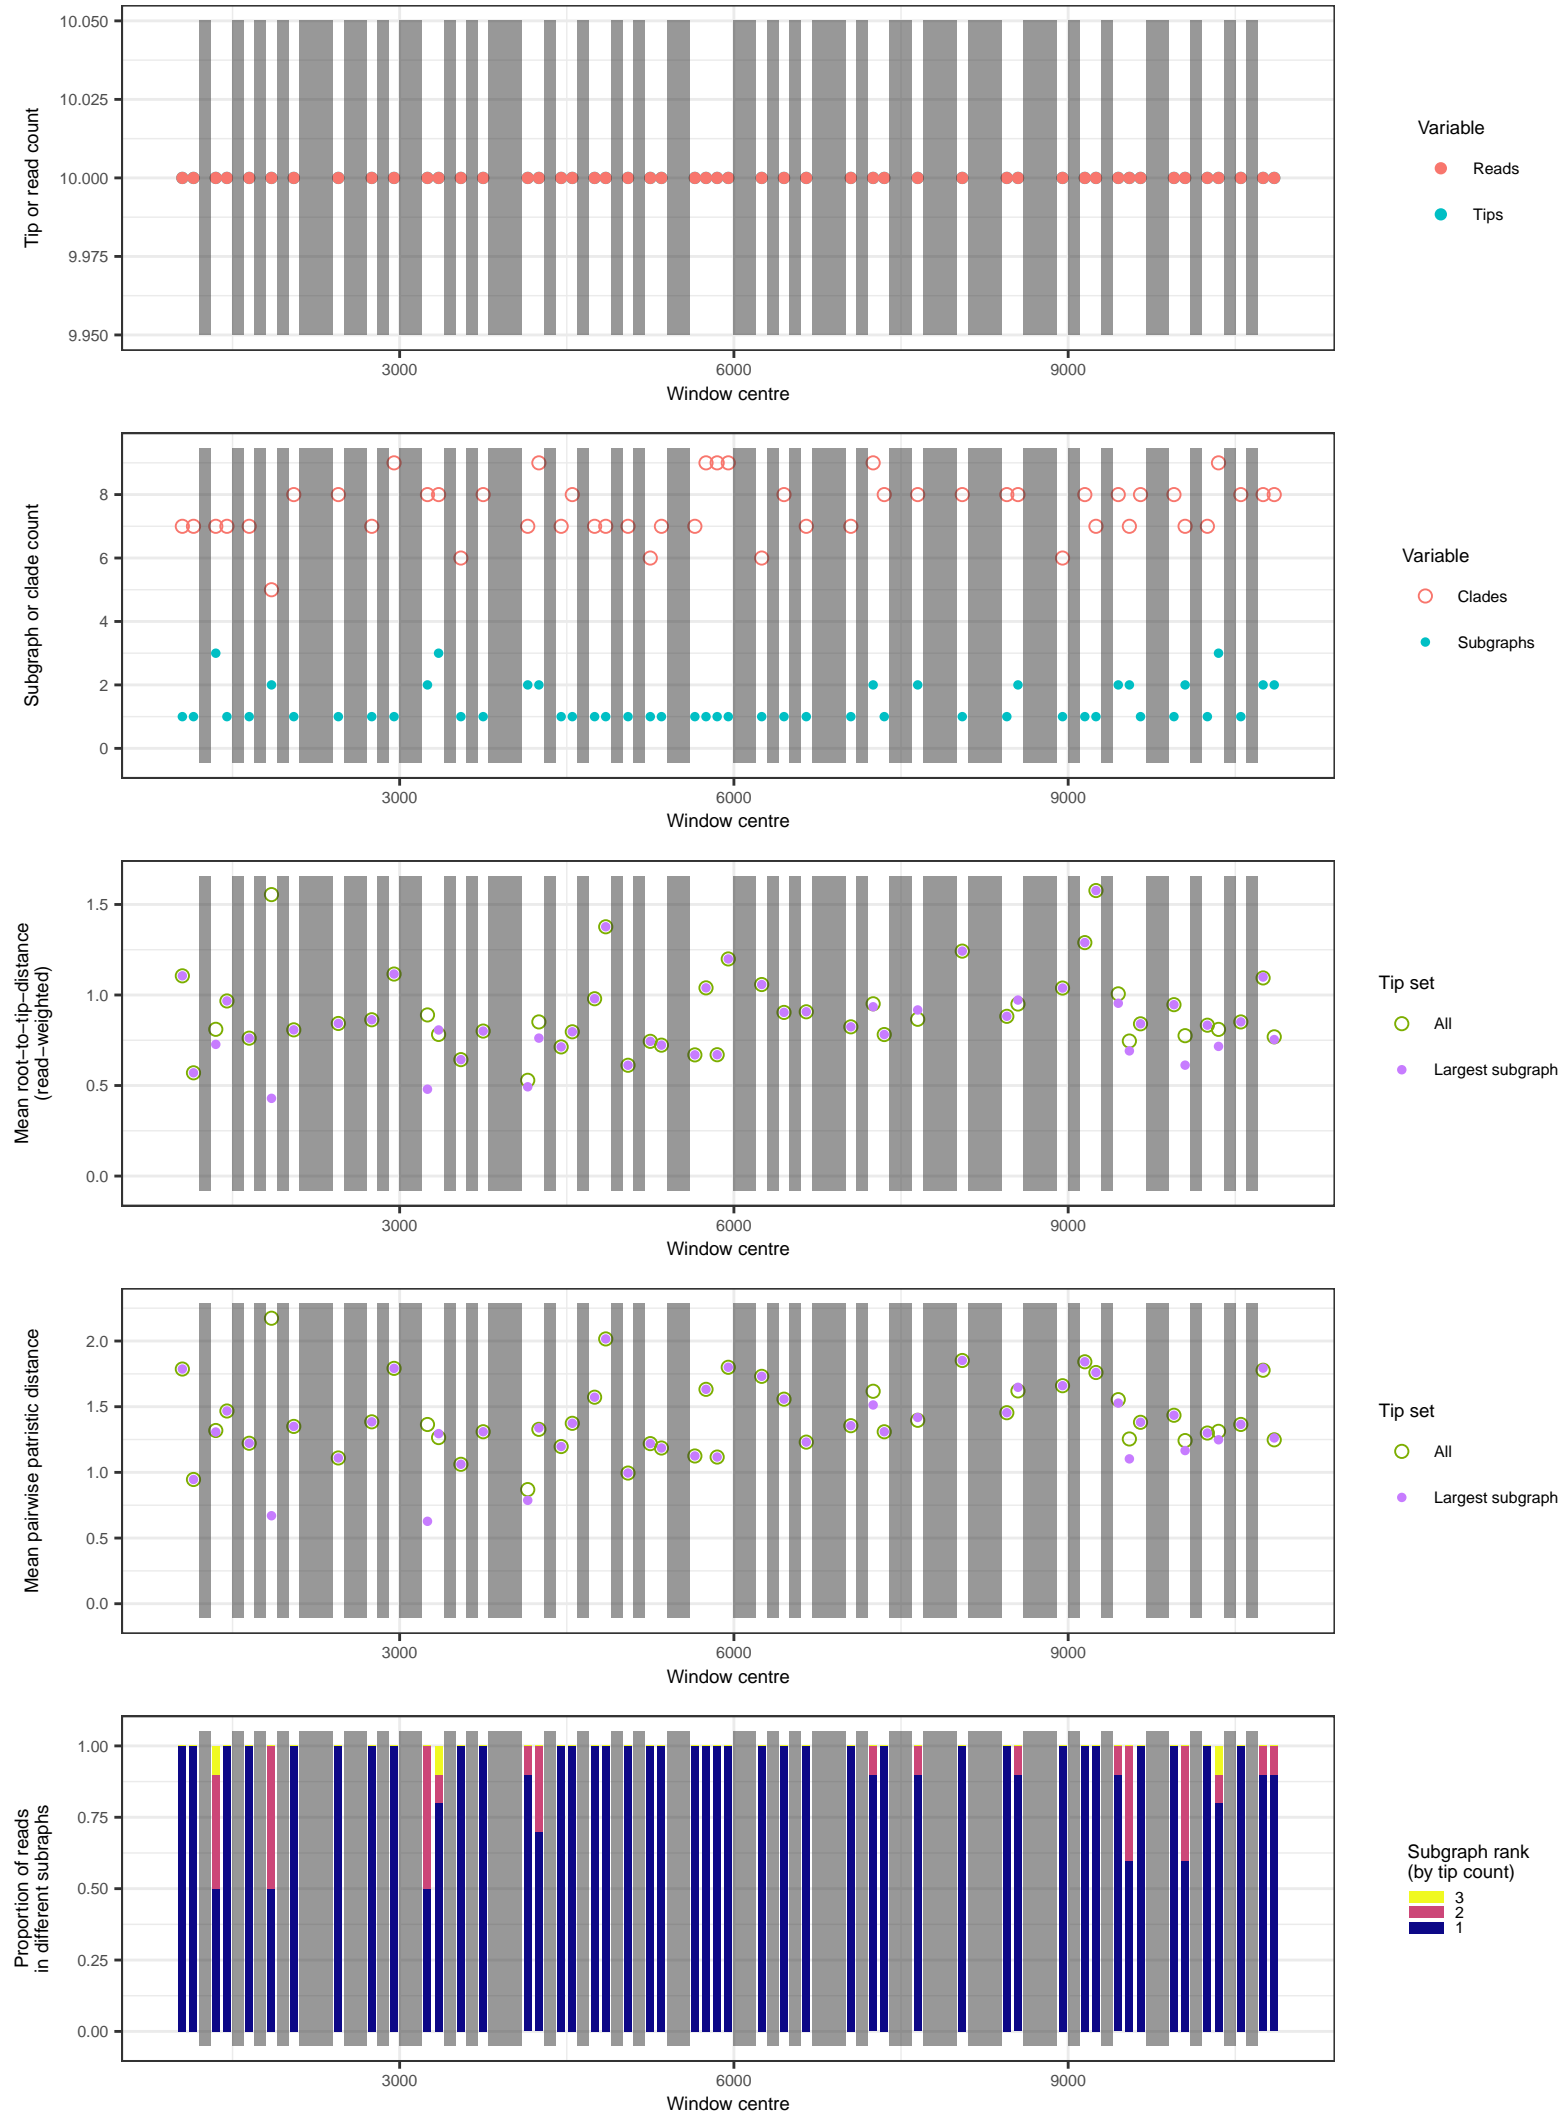 10.050
10.025
10.000
9.975
9.950
Tip or read count
3000
6000
9000
Window centre
Variable
Reads
Tips
8
6
4
2
0
Subgraph or clade count
3000
6000
9000
Window centre
Variable
Clades
Subgraphs
1.5
1.0
0.5
0.0
Mean root−to−tip−distance
(read−weighted)
3000
6000
9000
Window centre
Tip set
All
Largest subgraph
2.0
1.5
1.0
0.5
0.0
Mean pairwise patristic distance
3000
6000
9000
Window centre
Tip set
All
Largest subgraph
1.00
0.75
0.50
0.25
0.00
Proportion of reads
in different subraphs
3000
6000
9000
Window centre
Subgraph rank
(by tip count)
3
2
1